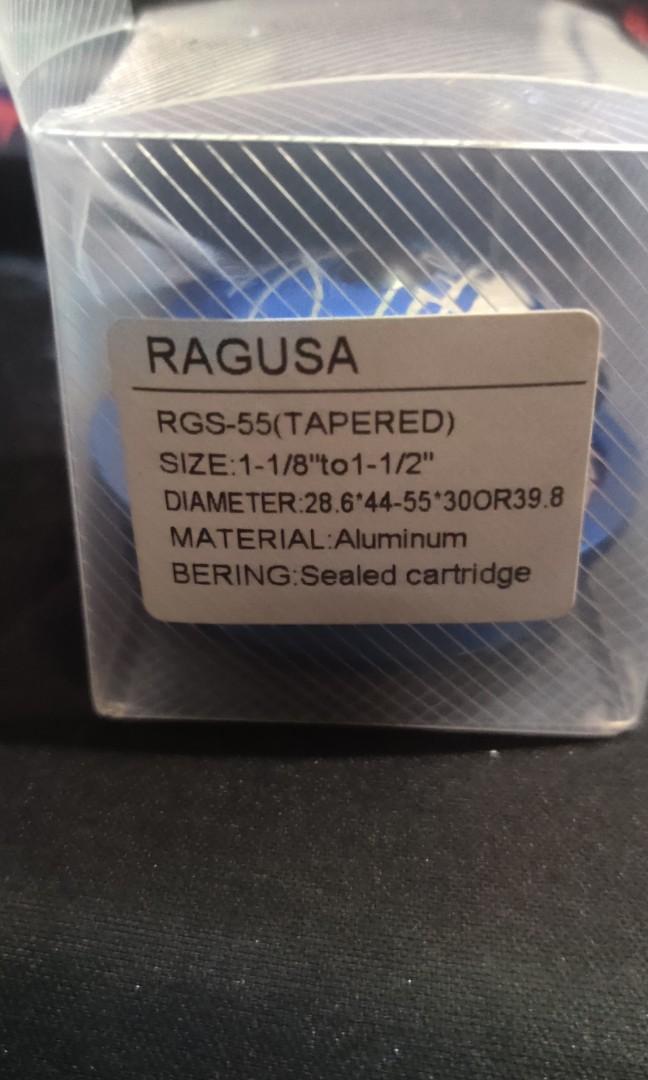 RAGUSA
RGS-55(TAPERED)
SIZE:1-1/8"to1-1/2"
DIAMETER:28.6*44-55*30OR39.8
MATERIAL:Aluminum
BERING:Sealed cartridge